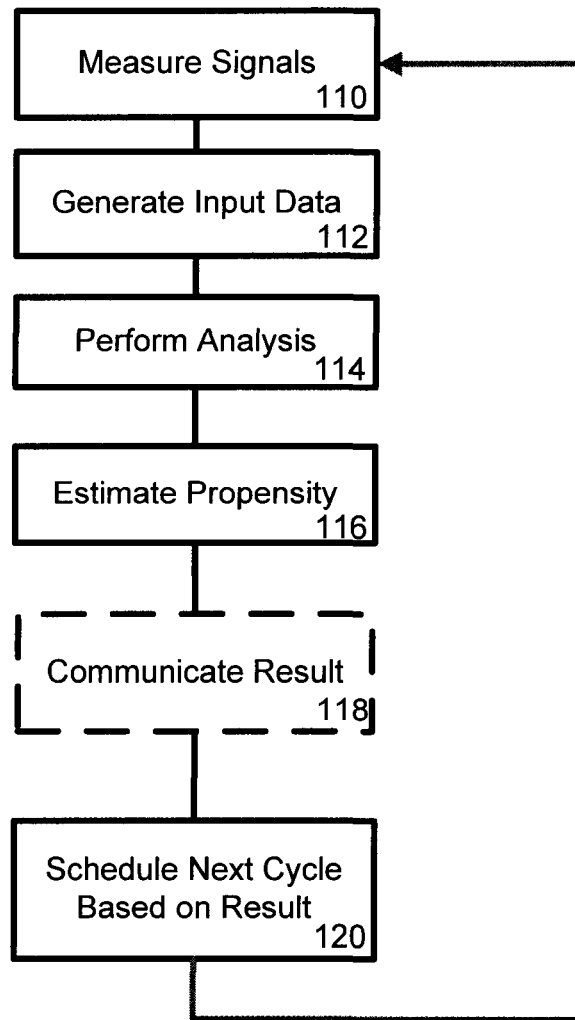 Measure Signals
110
Generate Input Data
112
Perform Analysis
114
Estimate Propensity
116
Communicate Result
118
Schedule Next Cycle
Based on Result
120